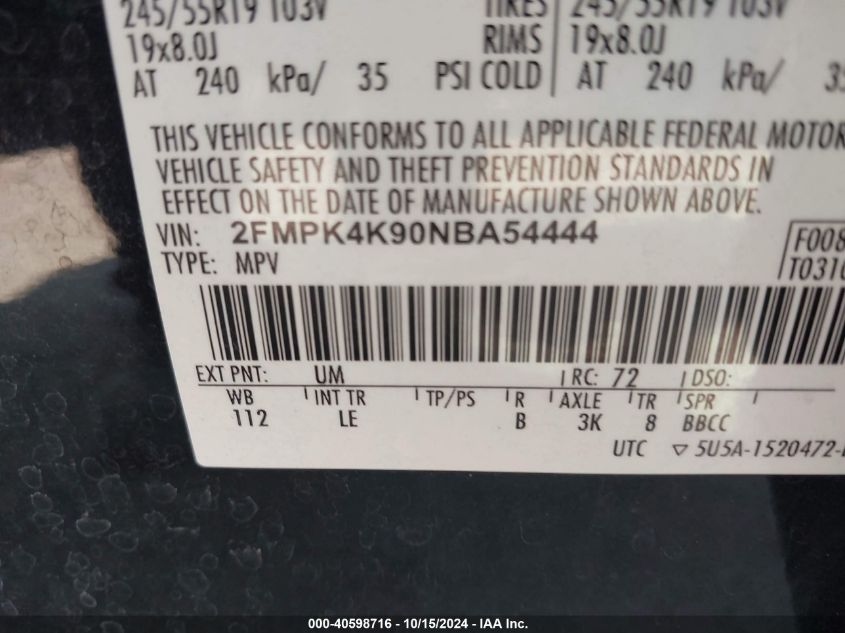 245/55R19 103V TIRES 245/55R19 103V
19x8.0J RIMS 19x8.0J
AT 240 kPa/ 35 PSI COLD AT 240 kPa/
THIS VEHICLE CONFORMS TO ALL APPLICABLE FEDERAL MOTOR
VEHICLE SAFETY AND THEFT PREVENTION STANDARDS IN
EFFECT ON THE DATE OF MANUFACTURE SHOWN ABOVE.
VIN: 2FMPK4K90NBA54444 F008
TYPE: MPV T0310
EXT PNT: UM RC: 72 DSO:
WB INT TR TP/PS R AXLE TR SPR
112 LE B 3K 8 BBCC
UTC ▽ 5U5A-1520472-
000-40598716 - 10/15/2024 - IAA Inc.